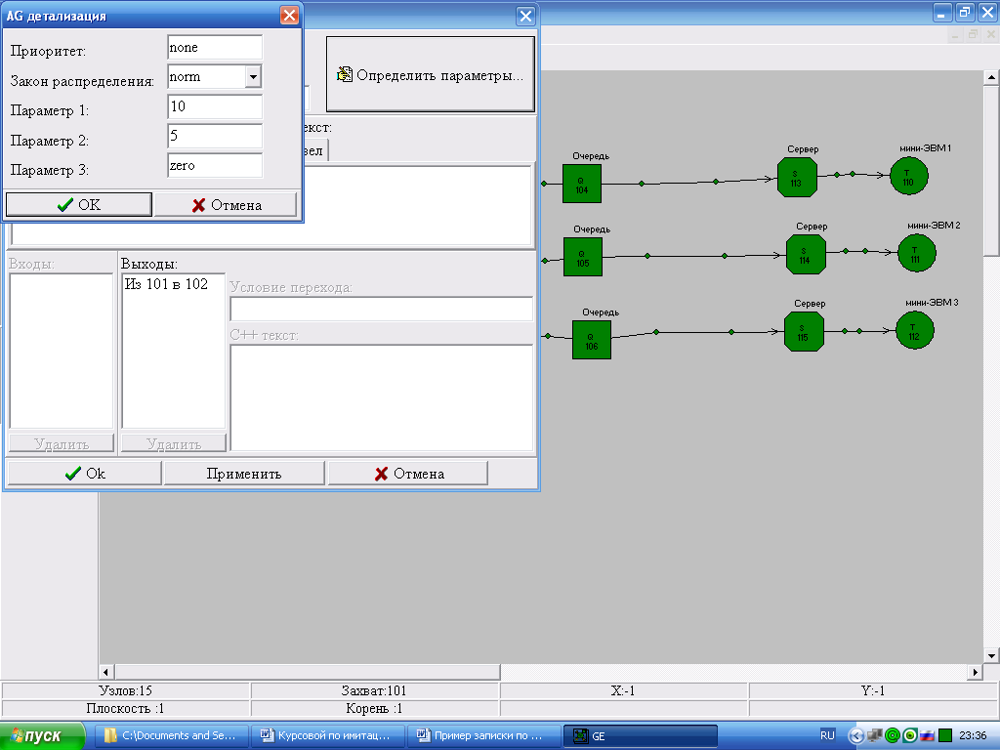 AG детализация
Приоритет:
none
Закон распределения:
norm
Параметр 1:
10
Параметр 2:
5
Параметр 3:
zero
OK
Отмена
Определить параметры...
екст:
вел
Входы:
Выходы:
Из 101 в 102
Условие перехода:
C++ текст:
Удалить
Удалить
Ok
Применить
Отмена
Очередь
Q
104
Сервер
S
113
мини-ЭВМ 1
T
110
Очередь
Q
105
Сервер
S
114
мини-ЭВМ 2
T
111
Очередь
Q
106
Сервер
S
115
мини-ЭВМ 3
T
112
Узлов:15
Захват:101
X:-1
Y:-1
Плоскость :1
Корень :1
пуск
C:\Documents and Se...
Курсовой по имитац...
Пример записки по ...
GE
RU
23:36